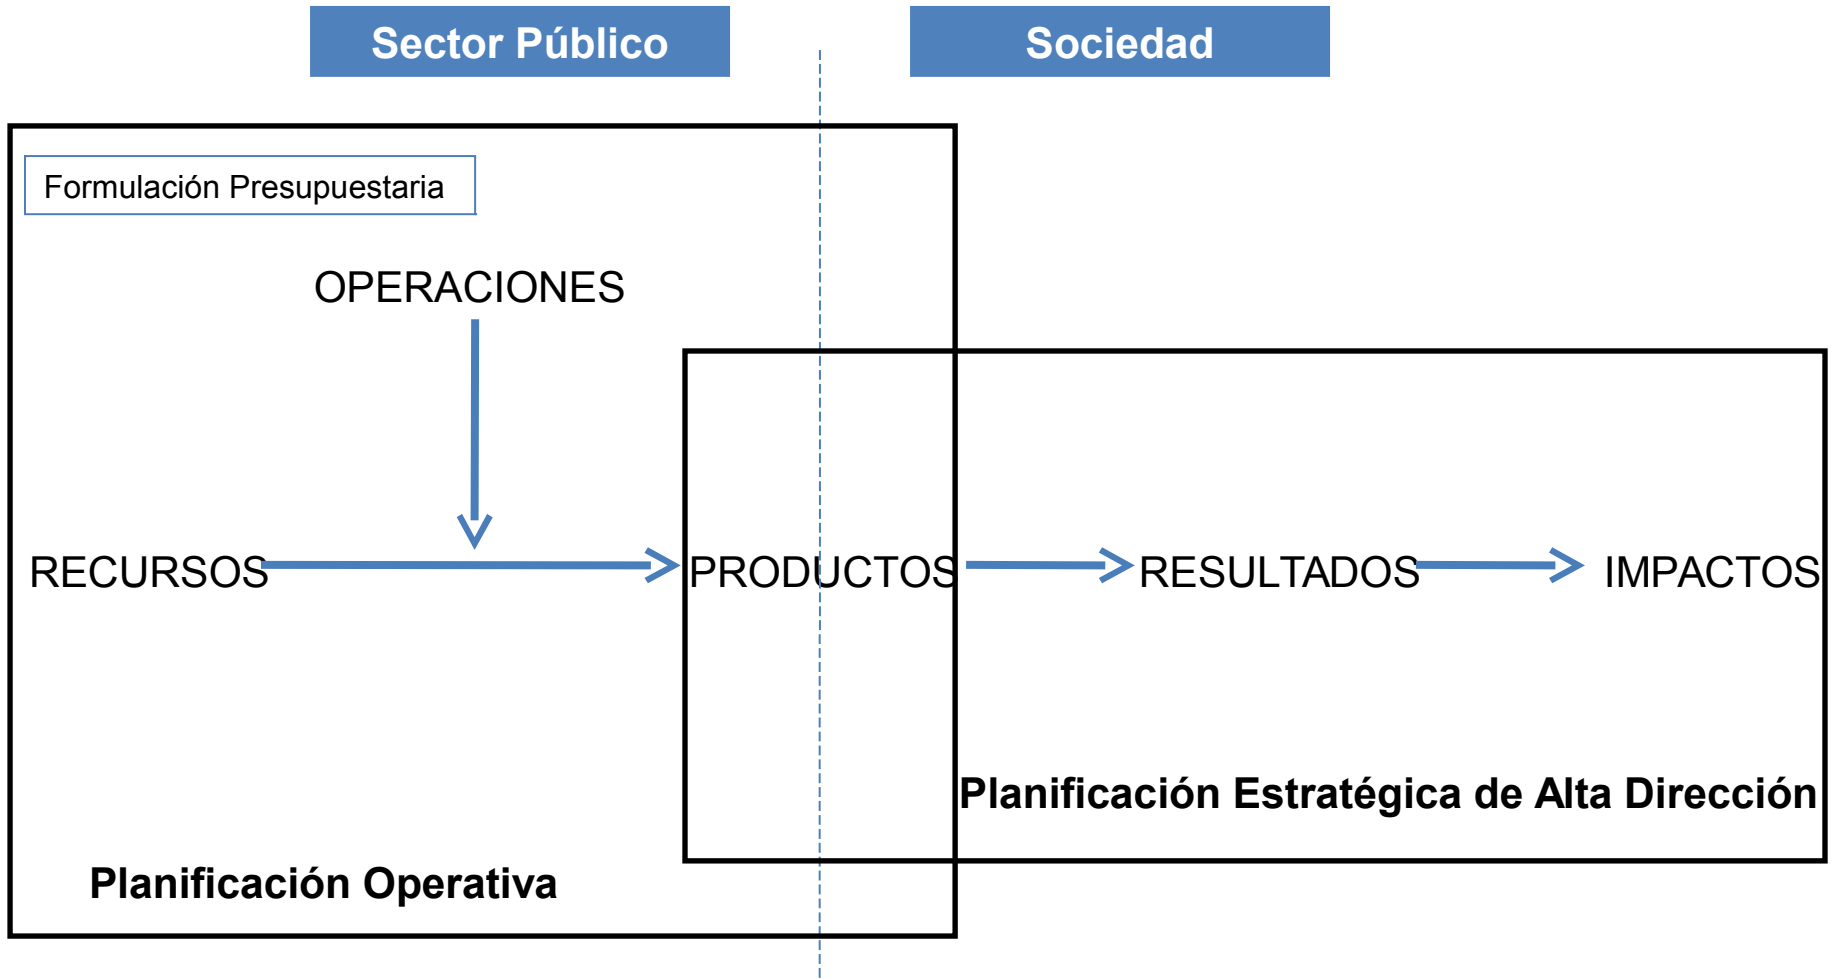 Sector Público
Sociedad
Formulación Presupuestaria
OPERACIONES
RECURSOS
PRODUCTOS
RESULTADOS
IMPACTOS
Planificación Estratégica de Alta Dirección
Planificación Operativa